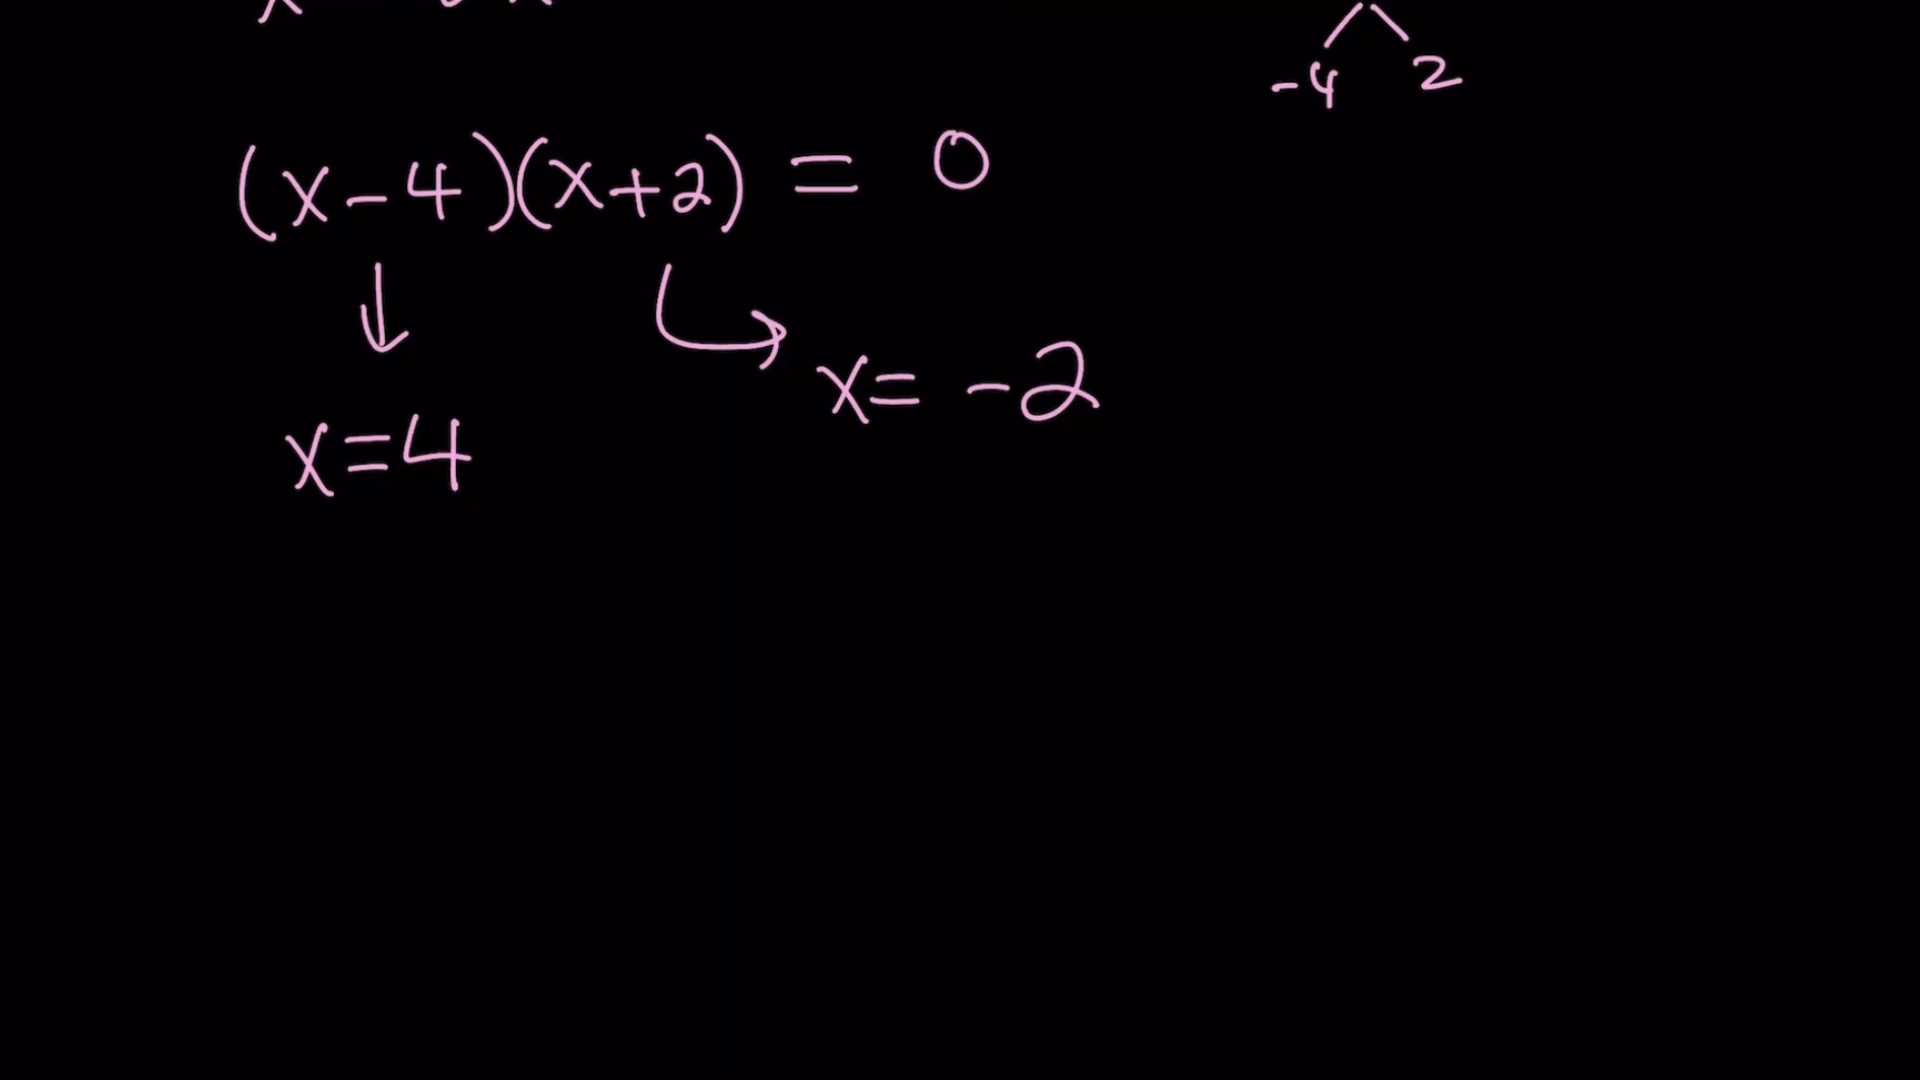 -4 2
(x-4)(x+2) = 0
x = -2
x=4